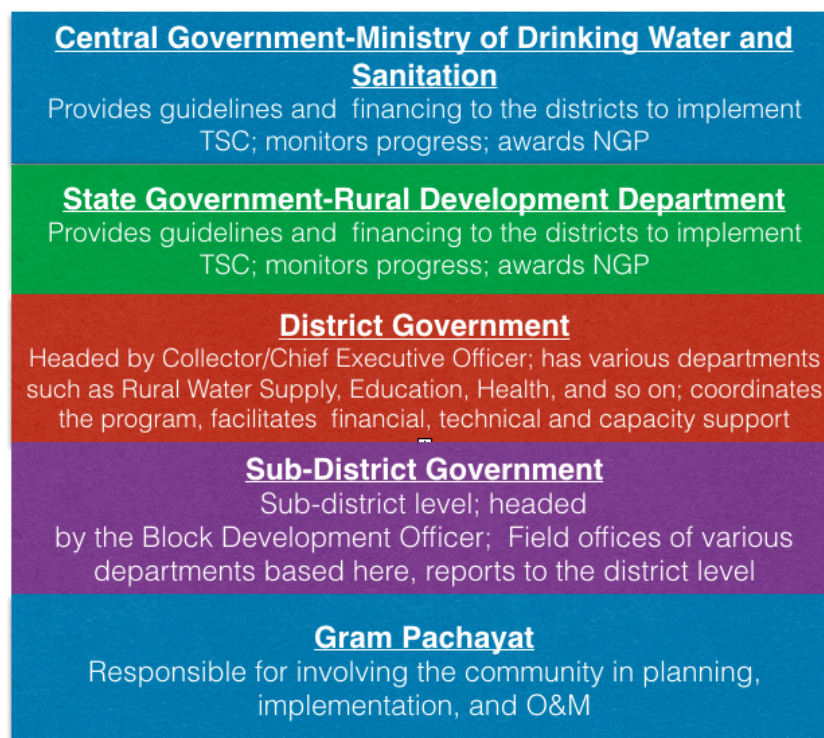 Central Government-Ministry of Drinking Water and
Sanitation
Provides guidelines and financing to the districts to implement
TSC; monitors progress; awards NGP
State Government-Rural Development Department
Provides guidelines and financing to the districts to implement
TSC; monitors progress; awards NGP
District Government
Headed by Collector/Chief Executive Officer; has various departments
such as Rural Water Supply, Education, Health, and so on; coordinates
the program, facilitates financial, technical and capacity support
Sub-District Government
Sub-district level; headed
by the Block Development Officer; Field offices of various
departments based here, reports to the district level
Gram Pachayat
Responsible for involving the community in planning,
implementation, and O&M